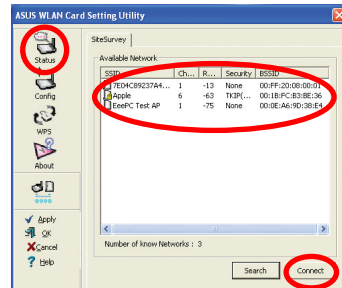 ASUS WLAN Card Setting Utility
Status
Config
WPS
About
Apply
OK
Cancel
Help
SiteSurvey
Available Network
SSID Ch... R... Security BSSID
7E04C89237A4... 1 -13 None 00:FF:20:08:00:01
Apple 6 -63 TKIP(... 00:1B:FC:B3:BE:36
EeePC Test AP 1 -75 None 00:0E:A6:9D:38:E4
Number of know Networks : 3
Search Connect